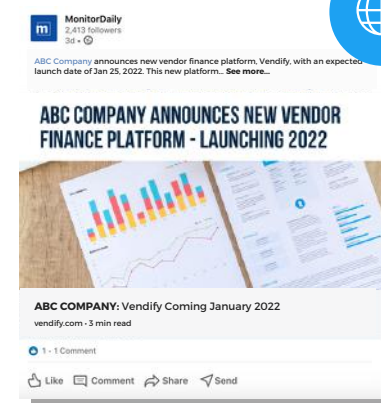 m
MonitorDaily
2,413 followers
3d •
ABC Company announces new vendor finance platform, Vendify, with an expected
launch date of Jan 25, 2022. This new platform... See more...
ABC COMPANY ANNOUNCES NEW VENDOR
FINANCE PLATFORM - LAUNCHING 2022
ABC COMPANY: Vendify Coming January 2022
vendify.com • 3 min read
1 • 1 Comment
Like Comment Share Send